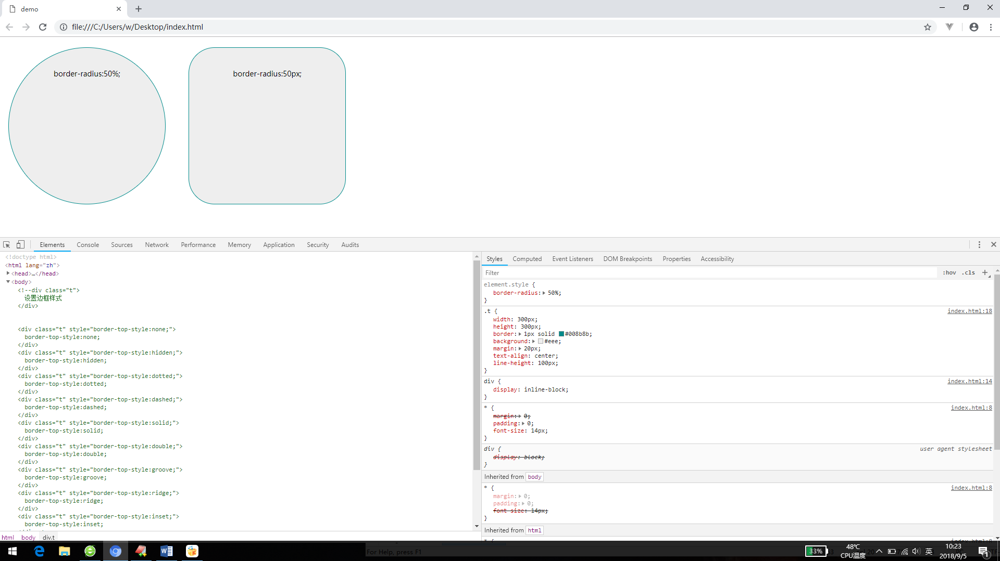 demo
file:///C:/Users/w/Desktop/index.html
border-radius:50%;
border-radius:50px;
Elements Console Sources Network Performance Memory Application Security Audits
<!doctype html>
<html lang="zh">
<head>…</head>
<body>
<!--div class="t">
设置边框样式
</div>
<div class="t" style="border-top-style:none;">
border-top-style:none;
</div>
<div class="t" style="border-top-style:hidden;">
border-top-style:hidden;
</div>
<div class="t" style="border-top-style:dotted;">
border-top-style:dotted;
</div>
<div class="t" style="border-top-style:dashed;">
border-top-style:dashed;
</div>
<div class="t" style="border-top-style:solid;">
border-top-style:solid;
</div>
<div class="t" style="border-top-style:double;">
border-top-style:double;
</div>
<div class="t" style="border-top-style:groove;">
border-top-style:groove;
</div>
<div class="t" style="border-top-style:ridge;">
border-top-style:ridge;
</div>
<div class="t" style="border-top-style:inset;">
border-top-style:inset;
html body div.t
Styles Computed Event Listeners DOM Breakpoints Properties Accessibility
Filter :hov .cls +
element.style {
border-radius: 50%;
}
.t { index.html:18
width: 300px;
height: 300px;
border: 1px solid #008b8b;
background: #eee;
margin: 20px;
text-align: center;
line-height: 100px;
}
div { index.html:14
display: inline-block;
}
* { index.html:8
margin: 0;
padding: 0;
font-size: 14px;
}
div { user agent stylesheet
display: block;
}
Inherited from body
* { index.html:8
margin: 0;
padding: 0;
font-size: 14px;
}
Inherited from html
For Help, press F1
33%
48℃
CPU温度
英
10:23
2018/9/5
1